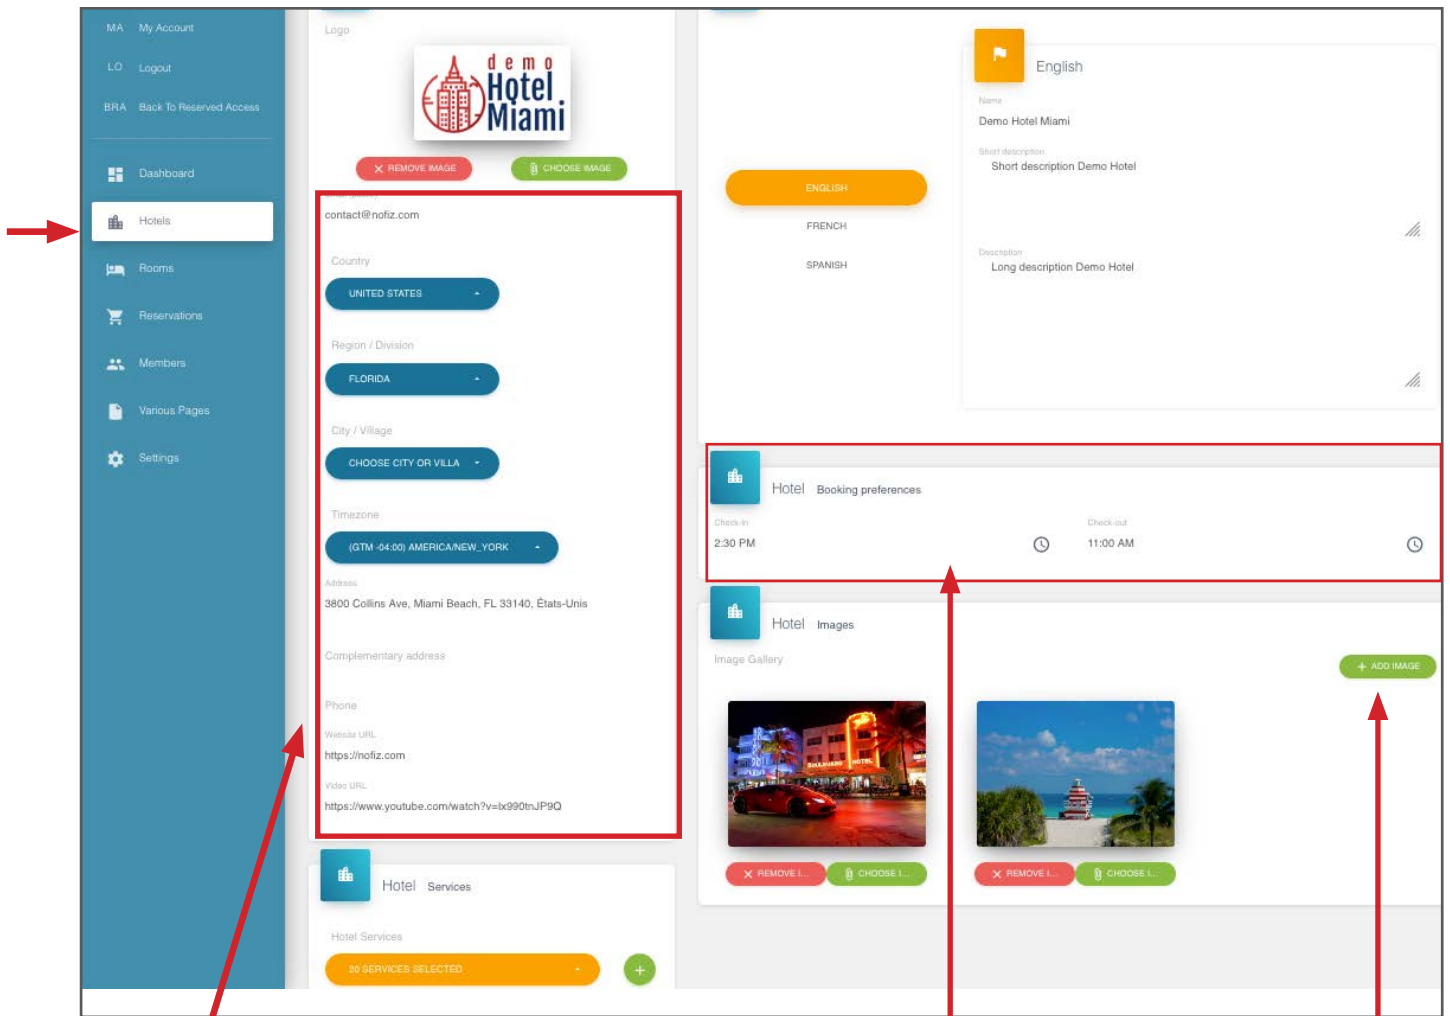 MA My Account
LO Logout
BRA Back To Reserved Access
Dashboard
Hotels
Rooms
Reservations
Members
Various Pages
Settings
Logo
demo
Hotel
Miami
REMOVE IMAGE
CHOOSE IMAGE
contact@nofiz.com
Country
UNITED STATES
Region / Division
FLORIDA
City / Village
CHOOSE CITY OR VILLA
Timezone
(GTM -04:00) AMERICA/NEW_YORK
Address
3800 Collins Ave, Miami Beach, FL 33140, États-Unis
Complementary address
Phone
Website URL
https://nofiz.com
Video URL
https://www.youtube.com/watch?v=lx990tnJP9Q
Hotel Services
Hotel Services
20 SERVICES SELECTED
ENGLISH
FRENCH
SPANISH
English
Name
Demo Hotel Miami
Short description
Short description Demo Hotel
Description
Long description Demo Hotel
Hotel Booking preferences
Check-in
2:30 PM
Check-out
11:00 AM
Hotel Images
Image Gallery
+ ADD IMAGE
BOULEVARD HOTEL
REMOVE I...
CHOOSE I...
REMOVE I...
CHOOSE I...